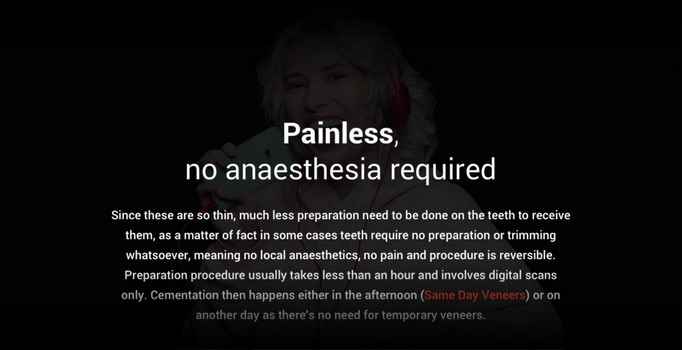 Painless,
no anaesthesia required
Since these are so thin, much less preparation need to be done on the teeth to receive
them, as a matter of fact in some cases teeth require no preparation or trimming
whatsoever, meaning no local anaesthetics, no pain and procedure is reversible.
Preparation procedure usually takes less than an hour and involves digital scans
only. Cementation then happens either in the afternoon (Same Day Veneers) or on
another day as there's no need for temporary veneers.